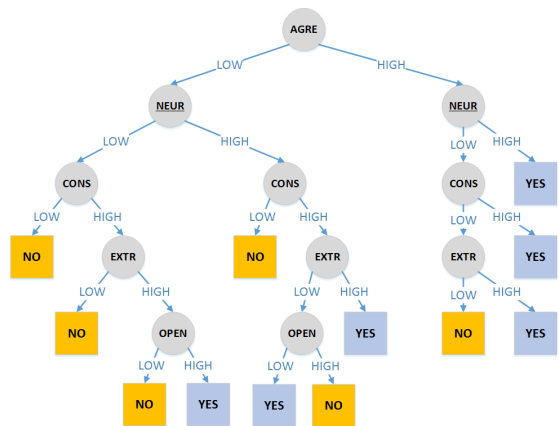 AGRE
LOW HIGH
NEUR NEUR
LOW HIGH LOW HIGH
CONS CONS CONS YES
LOW HIGH LOW HIGH LOW HIGH
NO EXTR NO EXTR EXTR YES
LOW HIGH LOW HIGH LOW HIGH
NO OPEN OPEN YES NO YES
LOW HIGH LOW HIGH
NO YES YES NO